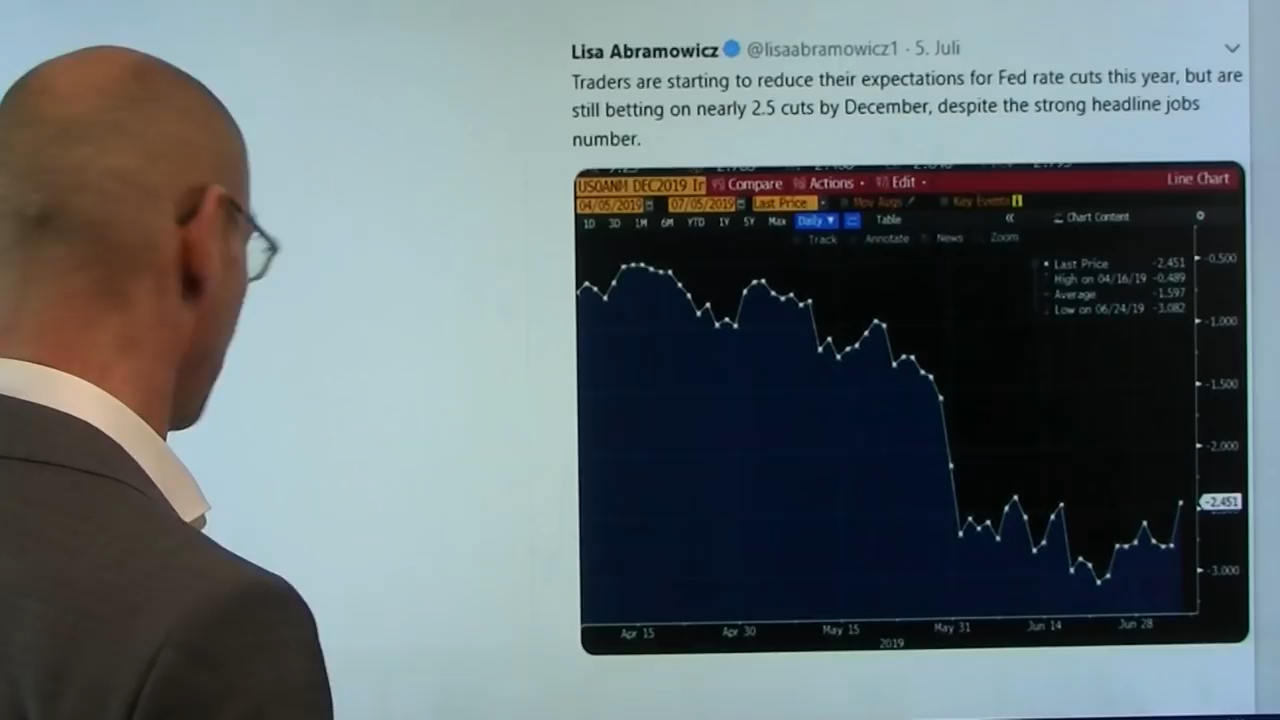 Lisa Abramowicz @lisaabramowicz1 · 5. Juli
Traders are starting to reduce their expectations for Fed rate cuts this year, but are
still betting on nearly 2.5 cuts by December, despite the strong headline jobs
number.
Compare Actions · Edit · Line Chart
04/05/2019 07/05/2019 Last Price Mov Avgs Key Events
1D 3D 1M 6M YTD 1Y 5Y Max Daily ▼ Table « Chart Content
Track Annotate News Zoom
-0.500
Last Price -2.451
High on 04/16/19 -0.489
Average -1.597
Low on 06/24/19 -3.082
-1.000
-1.500
-2.000
-2.451
-3.000
Apr 15 Apr 30 May 15 May 31 Jun 14 Jun 28
2019